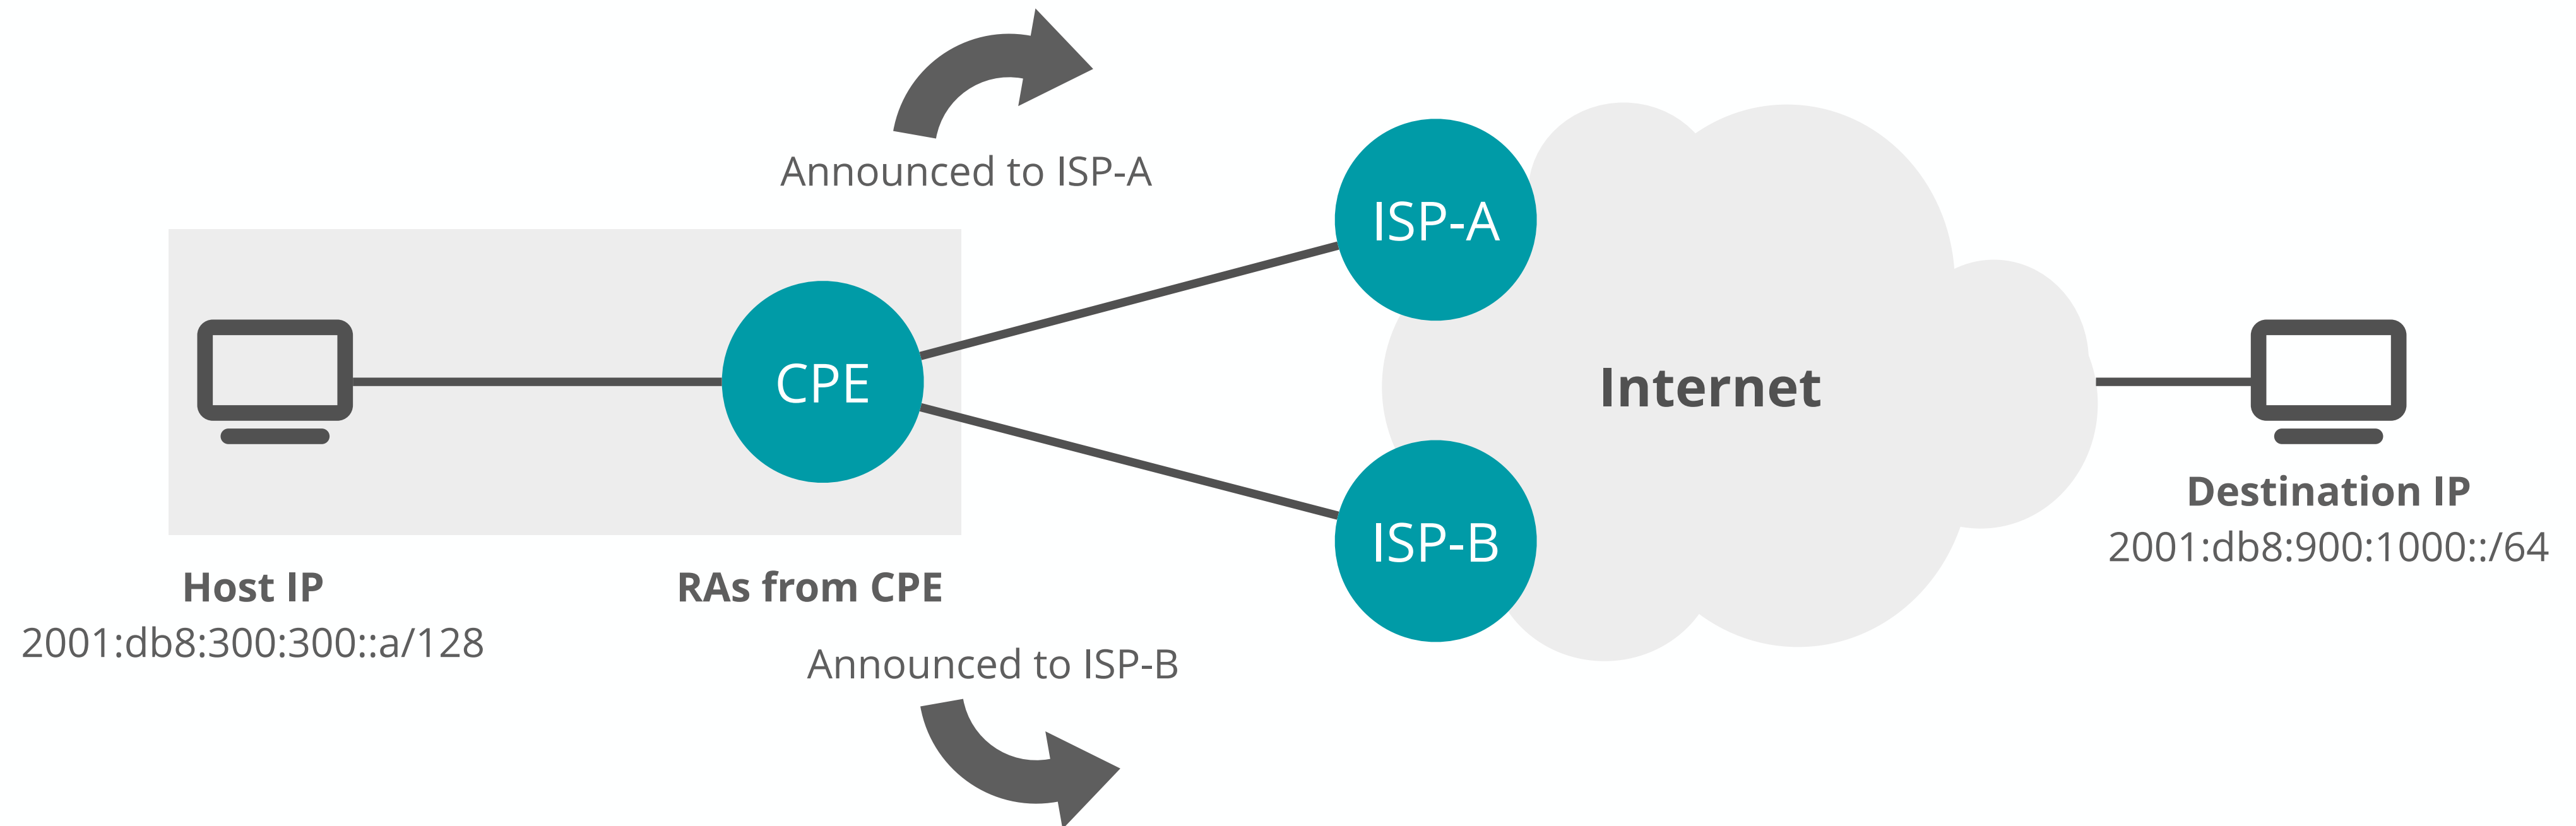 Announced to ISP-A
ISP-A
CPE
Internet
ISP-B
Destination IP
2001:db8:900:1000::/64
Host IP
2001:db8:300:300::a/128
RAs from CPE
Announced to ISP-B